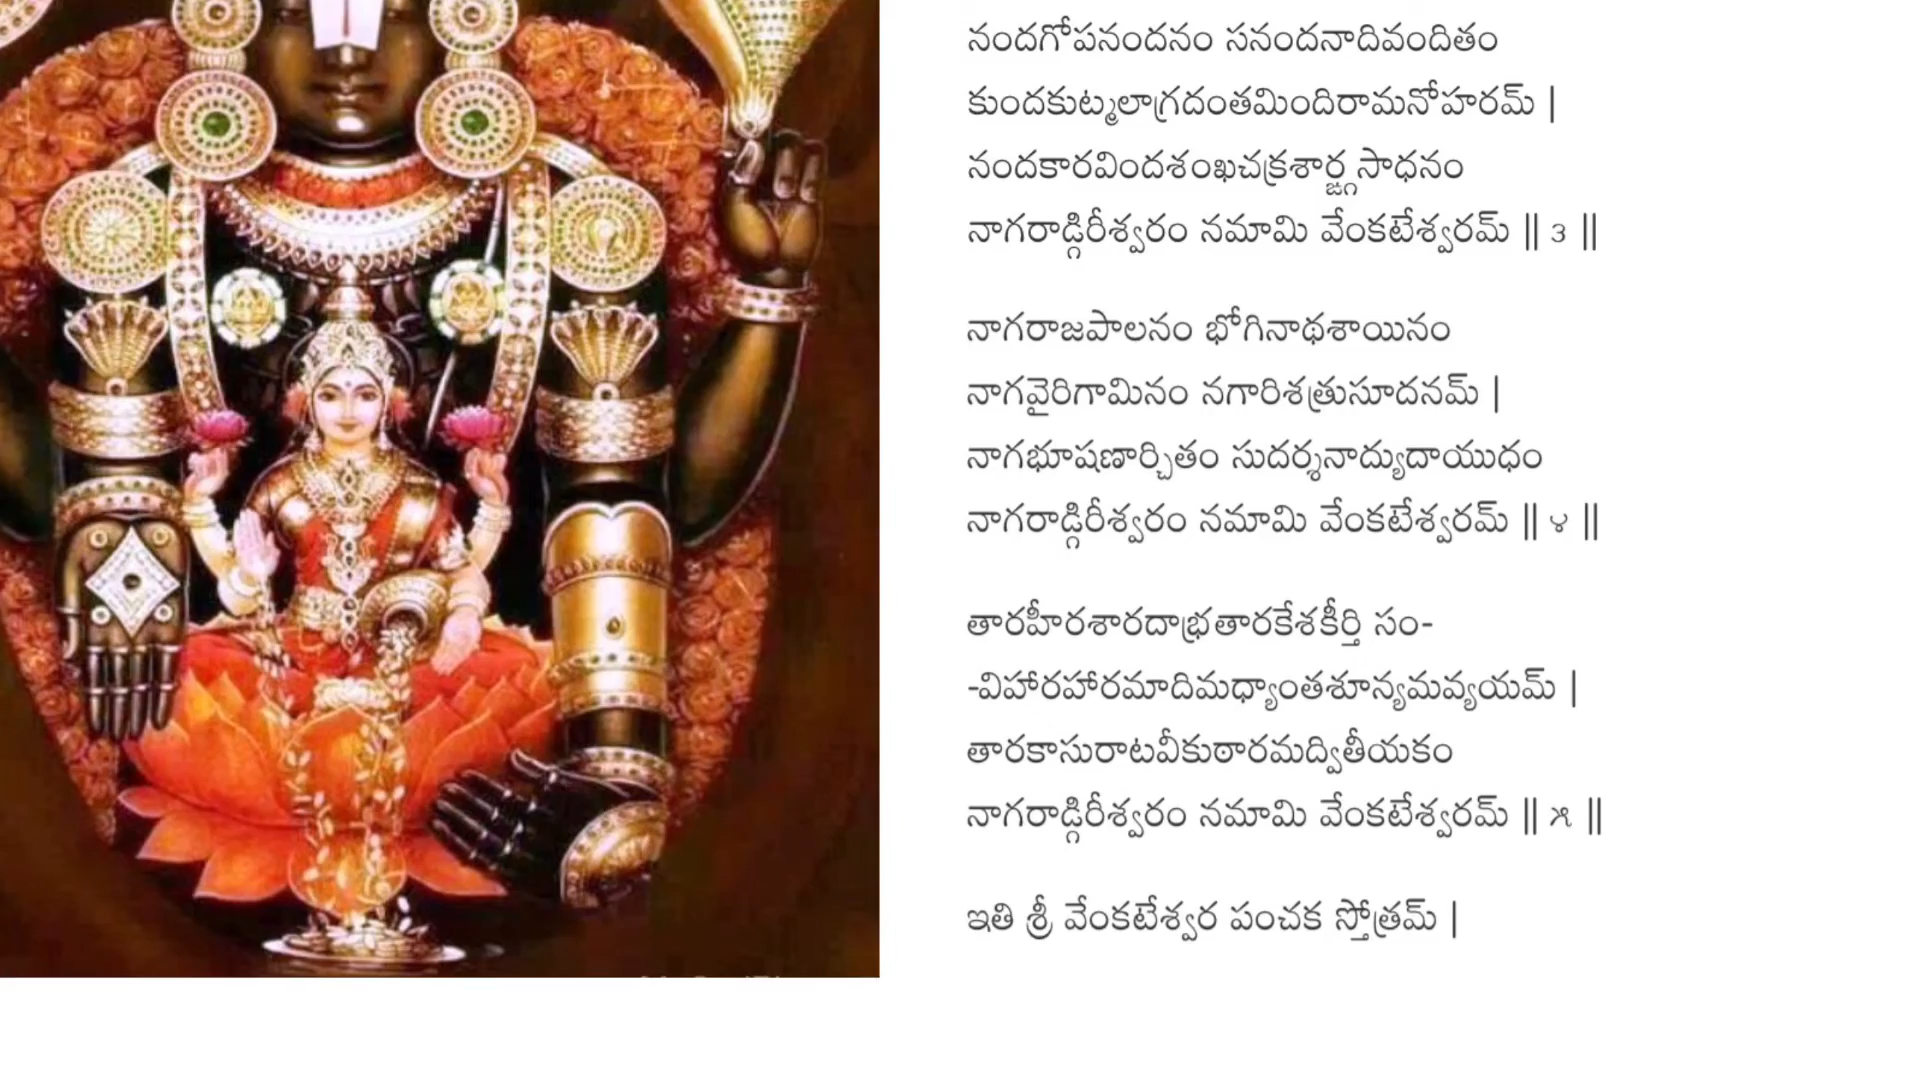 నందగోపనందనం సనందనాదివందితం
కుందకుట్మలాగ్రదంతమిందిరామనోహరమ్ |
నందకారవిందశంఖచక్రశార్ఙ్గసాధనం
నాగరాడ్గిరీశ్వరం నమామి వేంకటేశ్వరమ్ || ౩ ||
నాగరాజపాలనం భోగినాథశాయినం
నాగవైరిగామినం నగారిశత్రుసూదనమ్ |
నాగభూషణార్చితం సుదర్శనాద్యుదాయుధం
నాగరాడ్గిరీశ్వరం నమామి వేంకటేశ్వరమ్ || ౪ ||
తారహీరశారదాభ్రతారకేశకీర్తి సం-
-విహారహారమాదిమధ్యాంతశూన్యమవ్యయమ్ |
తారకాసురాటవీకుఠారమద్వితీయకం
నాగరాడ్గిరీశ్వరం నమామి వేంకటేశ్వరమ్ || ౫ ||
ఇతి శ్రీ వేంకటేశ్వర పంచక స్తోత్రమ్ |